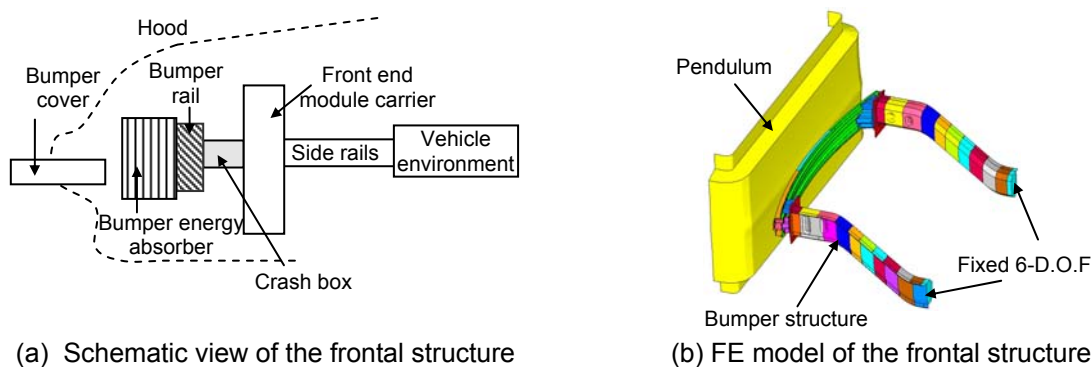 Hood
Bumper
cover
Bumper
rail
Front end
module carrier
Side rails
Vehicle
environment
Bumper energy
absorber
Crash box
(a) Schematic view of the frontal structure
Pendulum
Fixed 6-D.O.F
Bumper structure
(b) FE model of the frontal structure